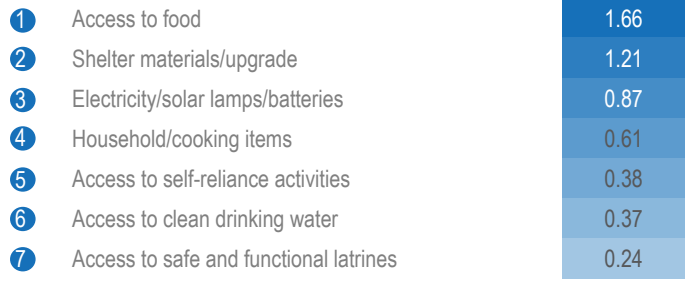 1 Access to food 1.66
2 Shelter materials/upgrade 1.21
3 Electricity/solar lamps/batteries 0.87
4 Household/cooking items 0.61
5 Access to self-reliance activities 0.38
6 Access to clean drinking water 0.37
7 Access to safe and functional latrines 0.24